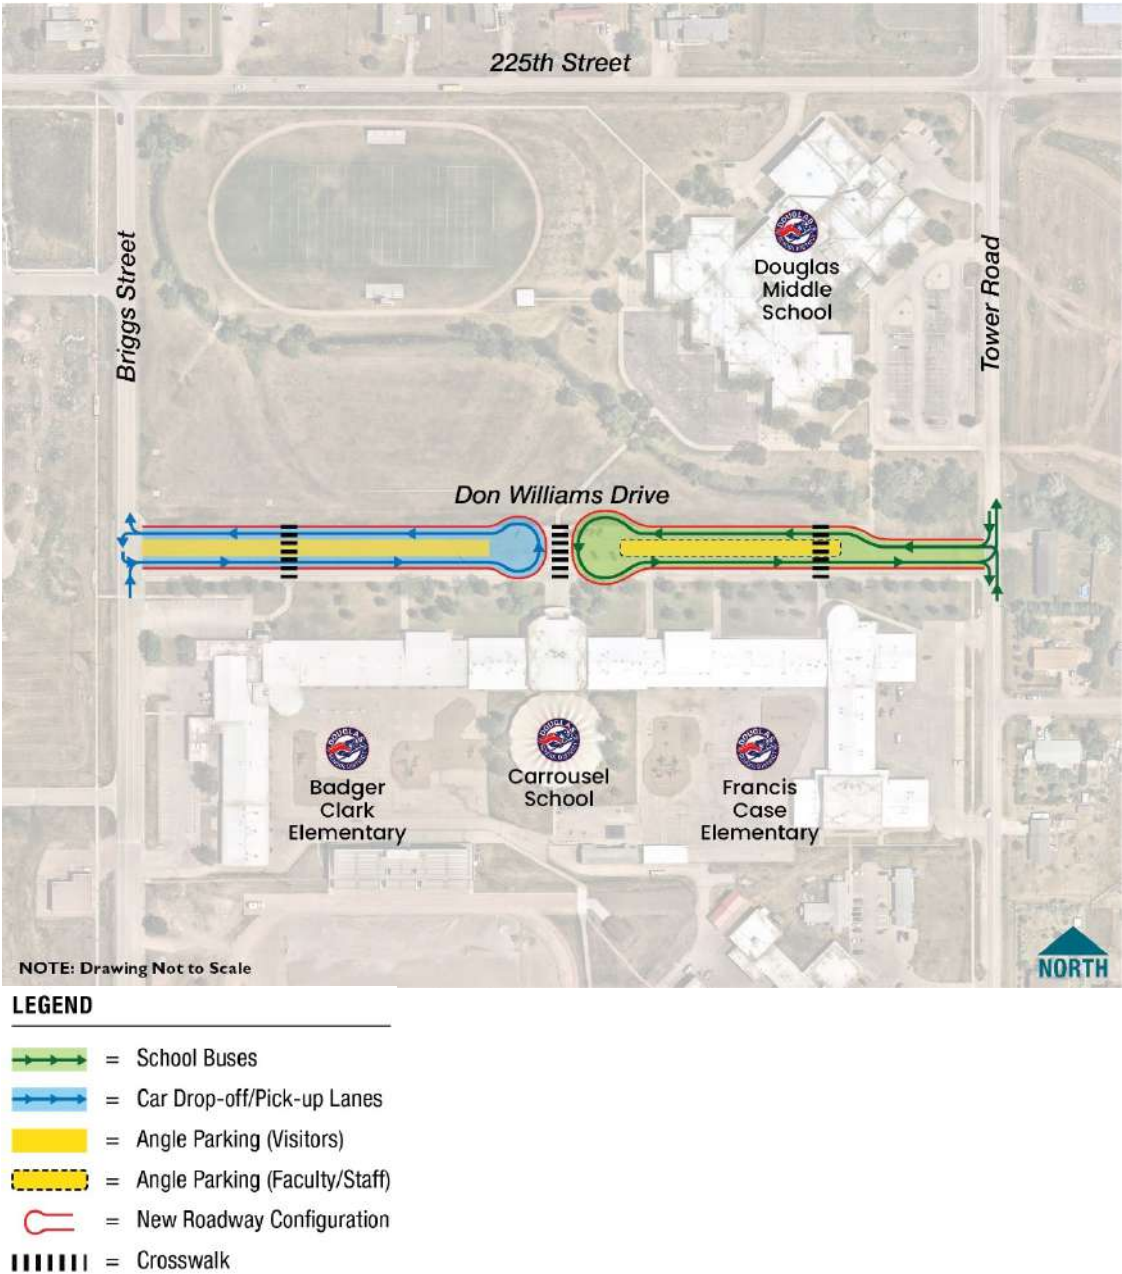 225th Street
Briggs Street
Douglas
Middle
School
Tower Road
Don Williams Drive
Badger
Clark
Elementary
Carrousel
School
Francis
Case
Elementary
NOTE: Drawing Not to Scale
NORTH
LEGEND
= School Buses
= Car Drop-off/Pick-up Lanes
= Angle Parking (Visitors)
= Angle Parking (Faculty/Staff)
= New Roadway Configuration
= Crosswalk